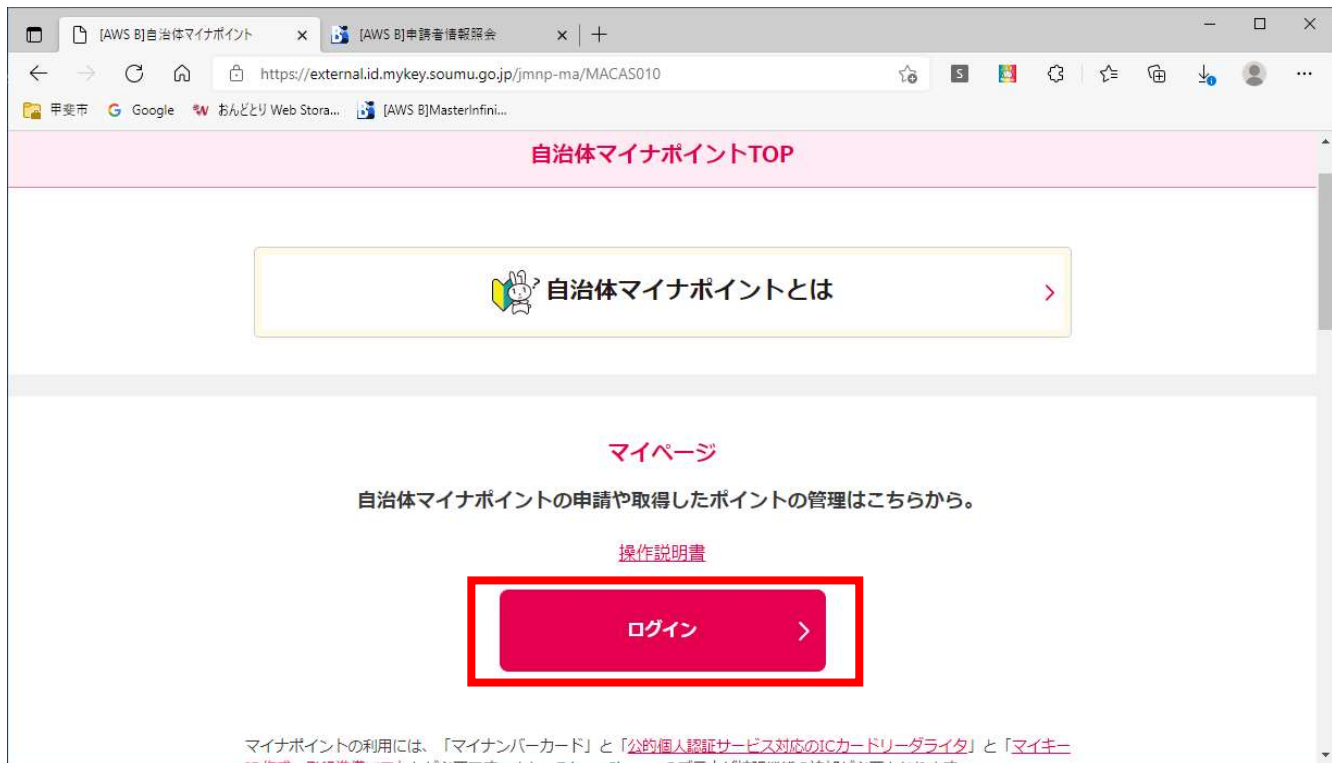 [AWS B]自治体マイナポイント
[AWS B]申請者情報照会
https://external.id.mykey.soumu.go.jp/jmnp-ma/MACAS010
甲斐市
Google
おんどとり Web Stora...
[AWS B]MasterInfini...
自治体マイナポイントTOP
自治体マイナポイントとは
マイページ
自治体マイナポイントの申請や取得したポイントの管理はこちらから。
操作説明書
ログイン
マイナポイントの利用には、「マイナンバーカード」と「公的個人認証サービス対応のICカードリーダライタ」と「マイキー